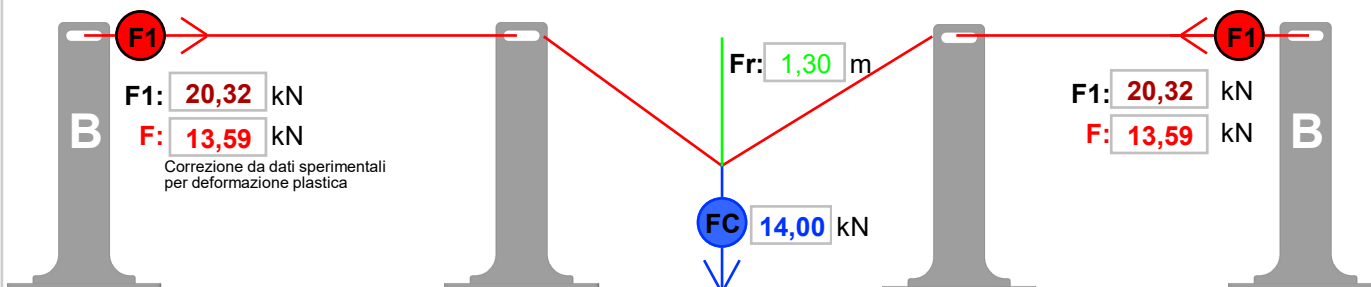 F1
F1
Fr: 1,30 m
F1: 20,32 kN
F1: 20,32 kN
B
F: 13,59 kN
F: 13,59 kN
B
Correzione da dati sperimentali
per deformazione plastica
FC 14,00 kN